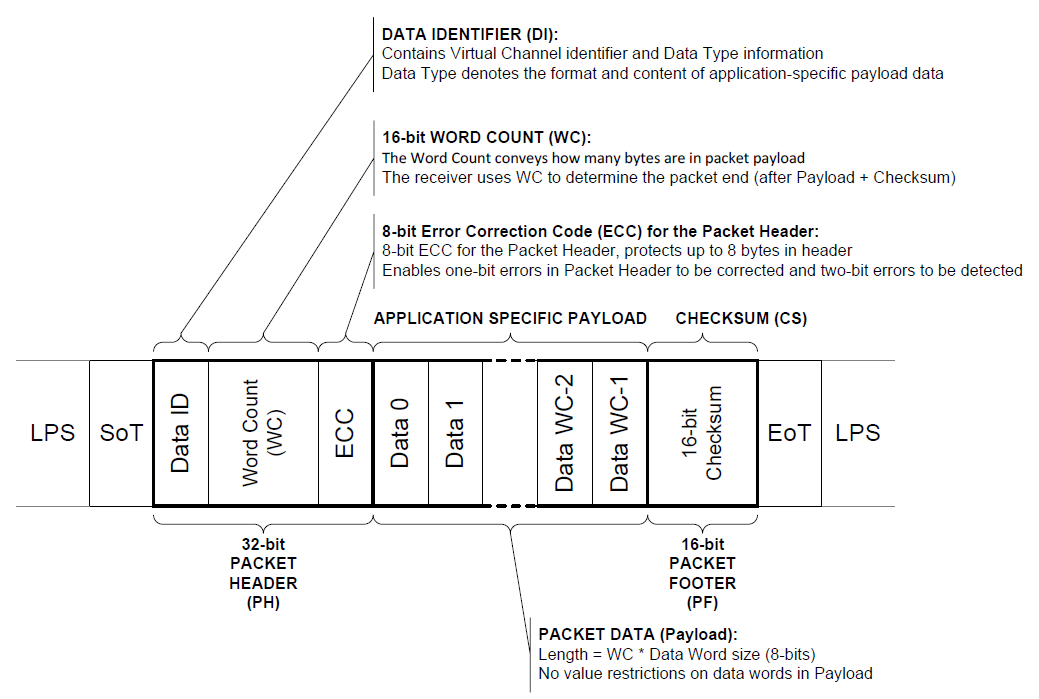 DATA IDENTIFIER (DI):
Contains Virtual Channel identifier and Data Type information
Data Type denotes the format and content of application-specific payload data
16-bit WORD COUNT (WC):
The Word Count conveys how many bytes are in packet payload
The receiver uses WC to determine the packet end (after Payload + Checksum)
8-bit Error Correction Code (ECC) for the Packet Header:
8-bit ECC for the Packet Header, protects up to 8 bytes in header
Enables one-bit errors in Packet Header to be corrected and two-bit errors to be detected
APPLICATION SPECIFIC PAYLOAD
CHECKSUM (CS)
LPS
SoT
Data ID
Word Count
(WC)
ECC
Data 0
Data 1
Data WC-2
Data WC-1
16-bit
Checksum
EoT
LPS
32-bit
PACKET
HEADER
(PH)
16-bit
PACKET
FOOTER
(PF)
PACKET DATA (Payload):
Length = WC * Data Word size (8-bits)
No value restrictions on data words in Payload